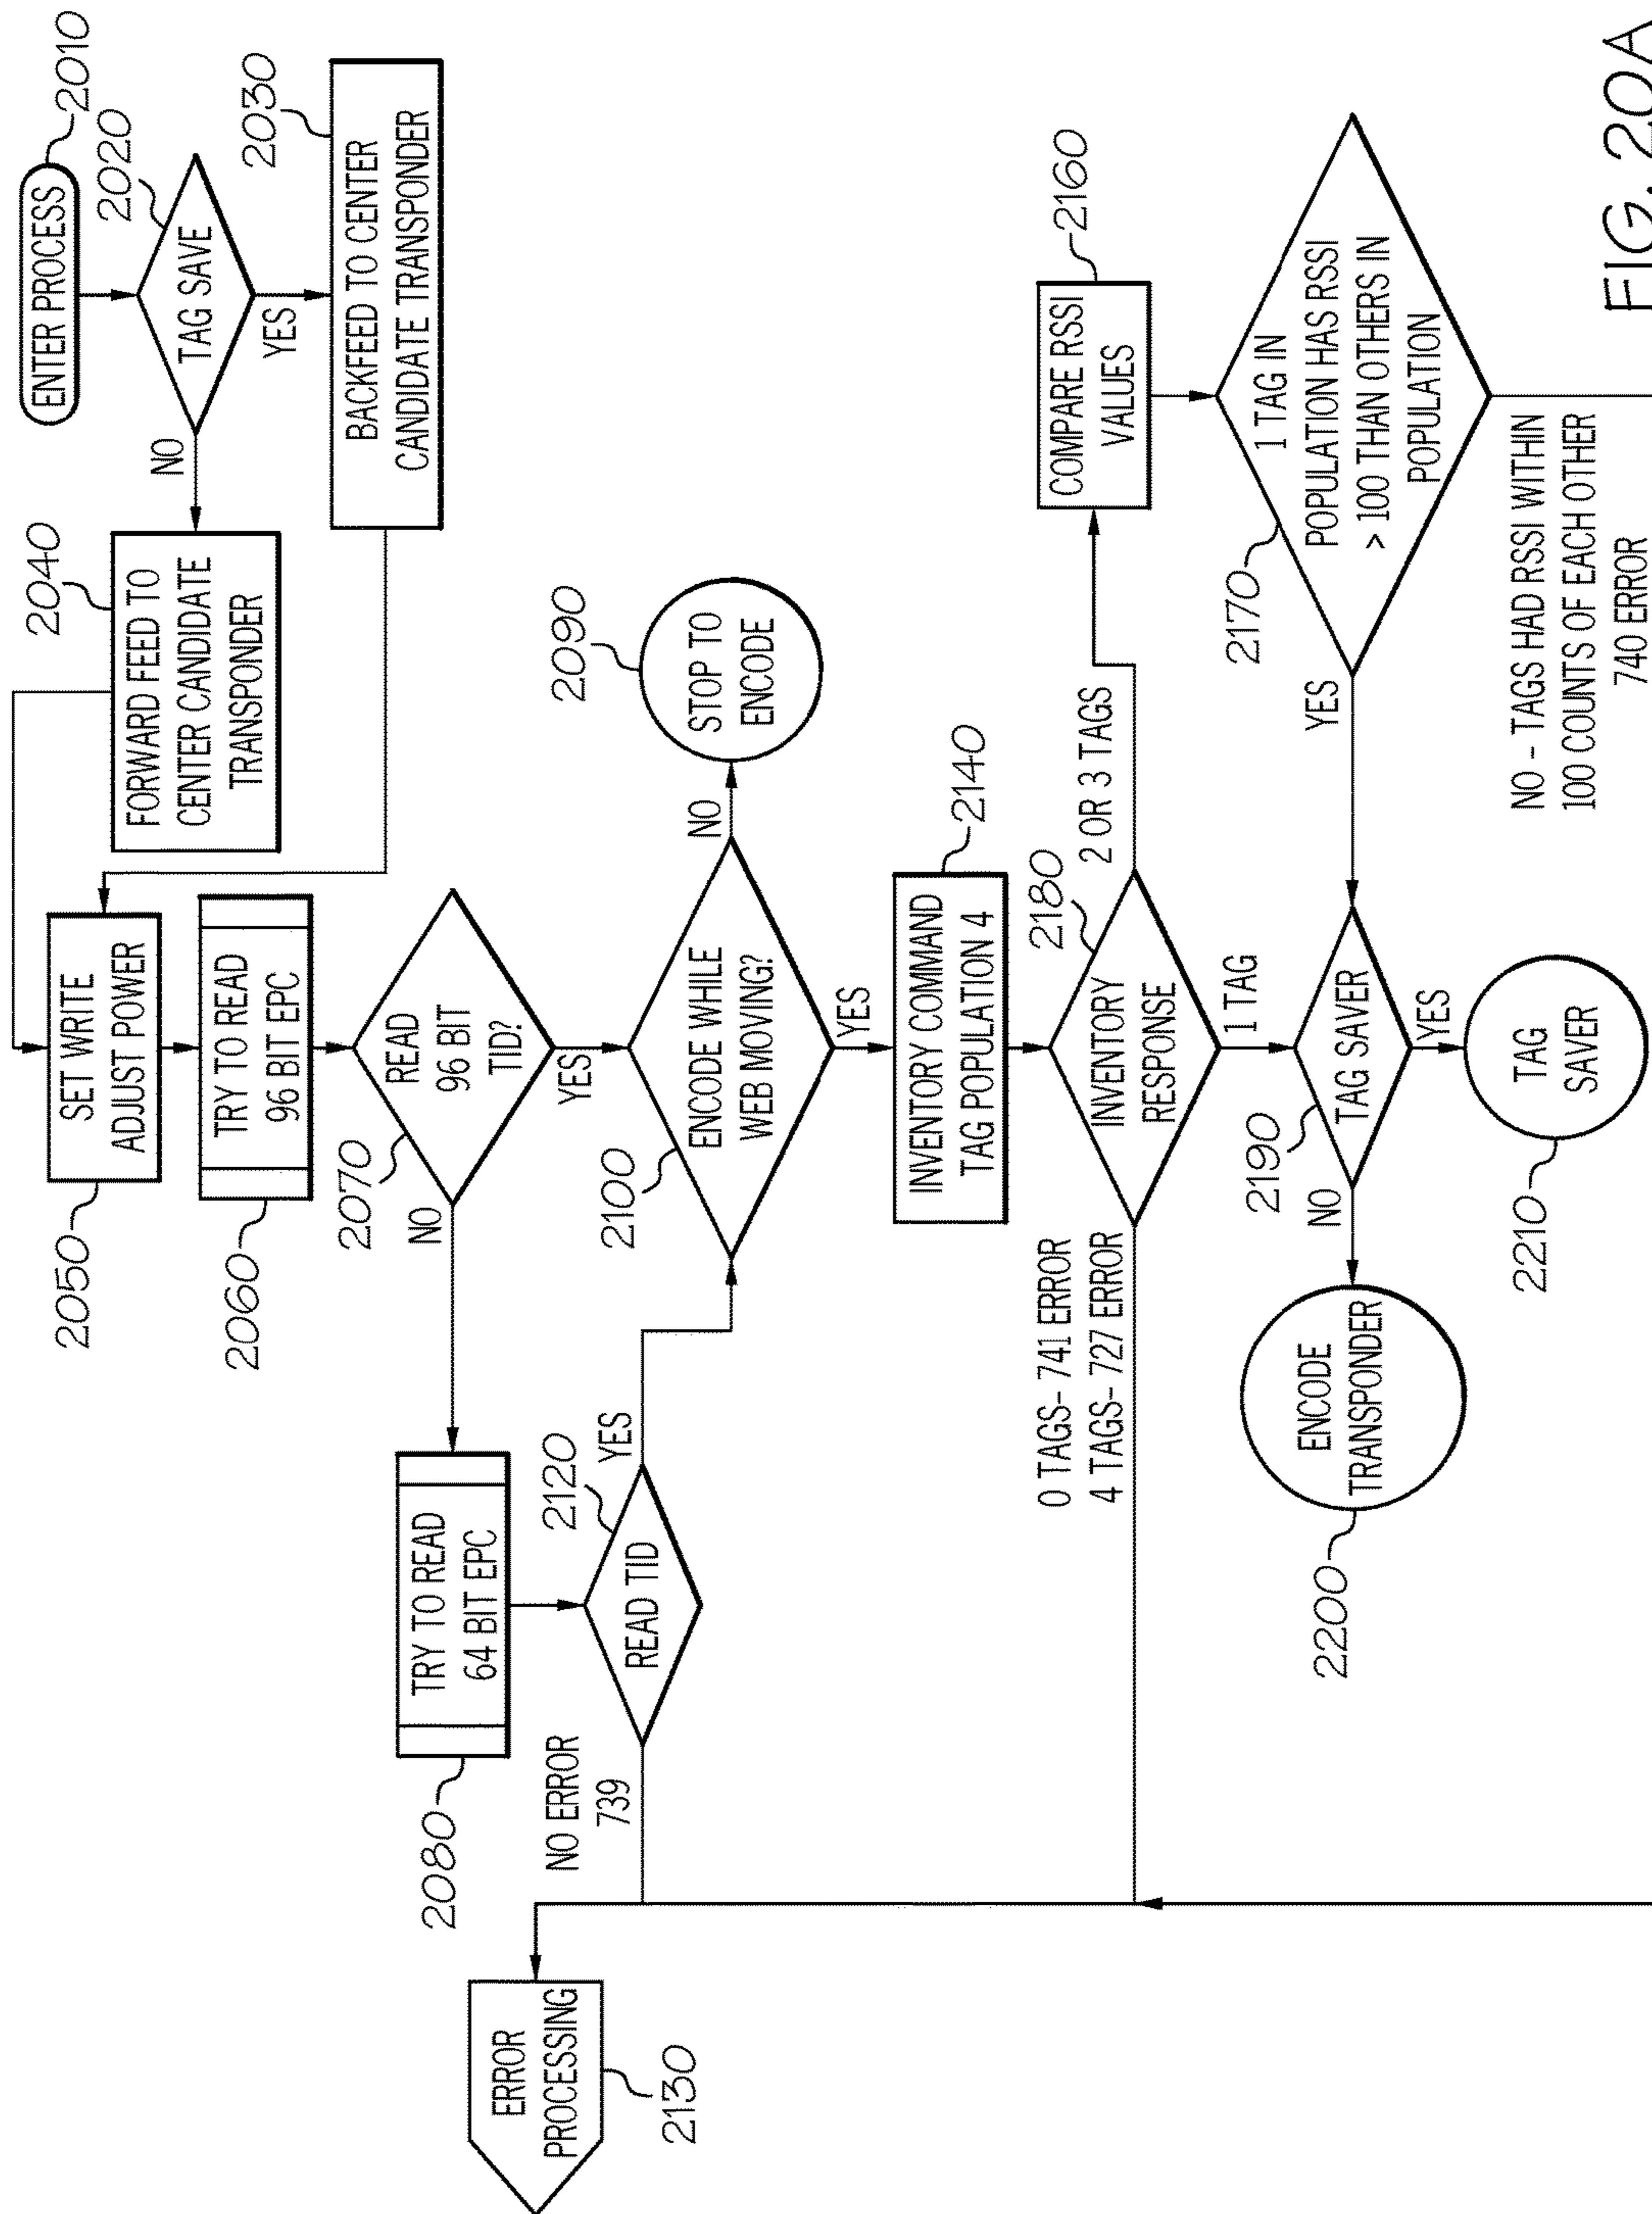 ENTER PROCESS
2010
2020
TAG SAVE
NO
YES
2030
BACKFEED TO CENTER
CANDIDATE TRANSPONDER
2040
FORWARD FEED TO
CENTER CANDIDATE
TRANSPONDER
SET WRITE
ADJUST POWER
2050
TRY TO READ
96 BIT EPC
2060
READ
96 BIT
TID?
2070
NO
YES
TRY TO READ
64 BIT EPC
2080
READ TID
2120
YES
NO ERROR
739
ENCODE WHILE
WEB MOVING?
2100
NO
YES
STOP TO
ENCODE
2090
ERROR
PROCESSING
2130
INVENTORY COMMAND
TAG POPULATION 4
2140
INVENTORY
RESPONSE
2180
0 TAGS- 741 ERROR
4 TAGS- 727 ERROR
2 OR 3 TAGS
1 TAG
COMPARE RSSI
VALUES
2160
1 TAG IN
POPULATION HAS RSSI
> 100 THAN OTHERS IN
POPULATION
2170
YES
NO - TAGS HAD RSSI WITHIN
100 COUNTS OF EACH OTHER
740 ERROR
TAG SAVER
2190
NO
YES
ENCODE
TRANSPONDER
2200
TAG
SAVER
2210
FIG. 20A